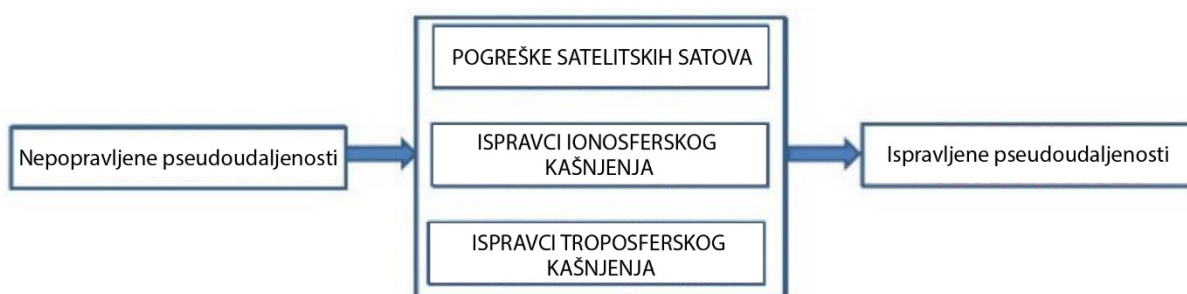 Nepopravljene pseudoudaljenosti
POGREŠKE SATELITSKIH SATOVA
ISPRAVCI IONOSFERSKOG
KAŠNJENJA
ISPRAVCI TROPOSFERSKOG
KAŠNJENJA
Ispravljene pseudoudaljenosti